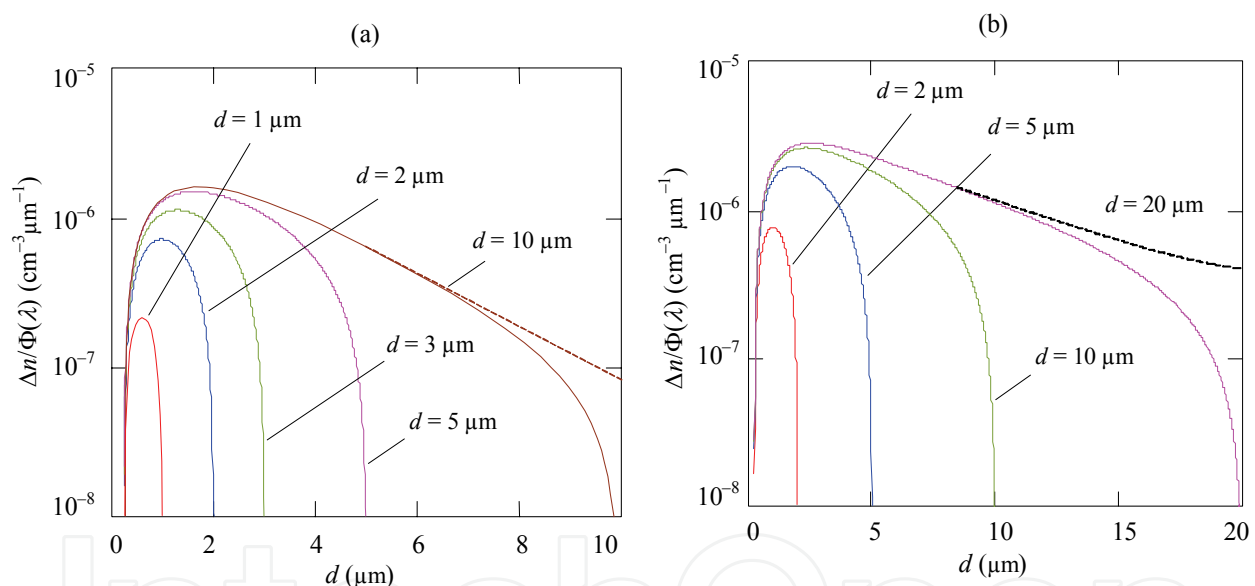 (a)
10⁻⁵
10⁻⁶
10⁻⁷
10⁻⁸
Δn/Φ(λ) (cm⁻³ μm⁻¹)
d = 1 μm
d = 2 μm
d = 10 μm
d = 3 μm
d = 5 μm
0 2 4 6 8 10
d (μm)
(b)
10⁻⁵
10⁻⁶
10⁻⁷
10⁻⁸
Δn/Φ(λ) (cm⁻³ μm⁻¹)
d = 2 μm
d = 5 μm
d = 20 μm
d = 10 μm
0 5 10 15 20
d (μm)